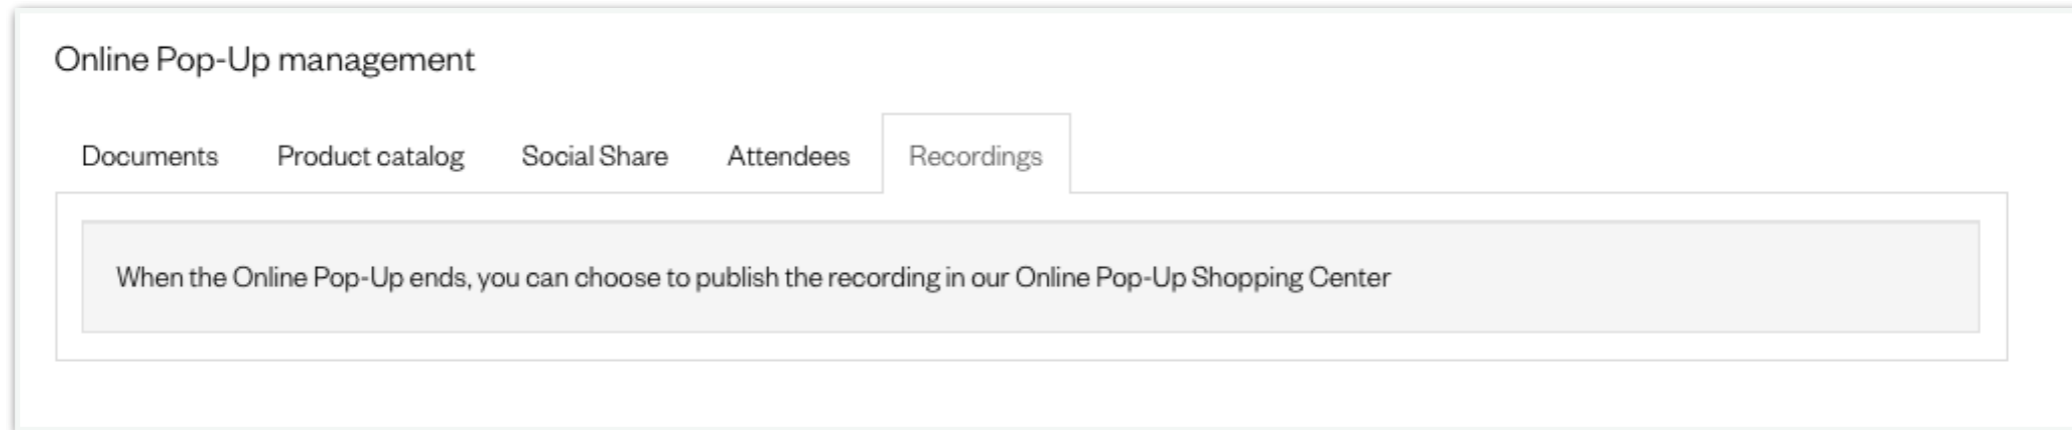 Online Pop-Up management
Documents Product catalog Social Share Attendees Recordings
When the Online Pop-Up ends, you can choose to publish the recording in our Online Pop-Up Shopping Center